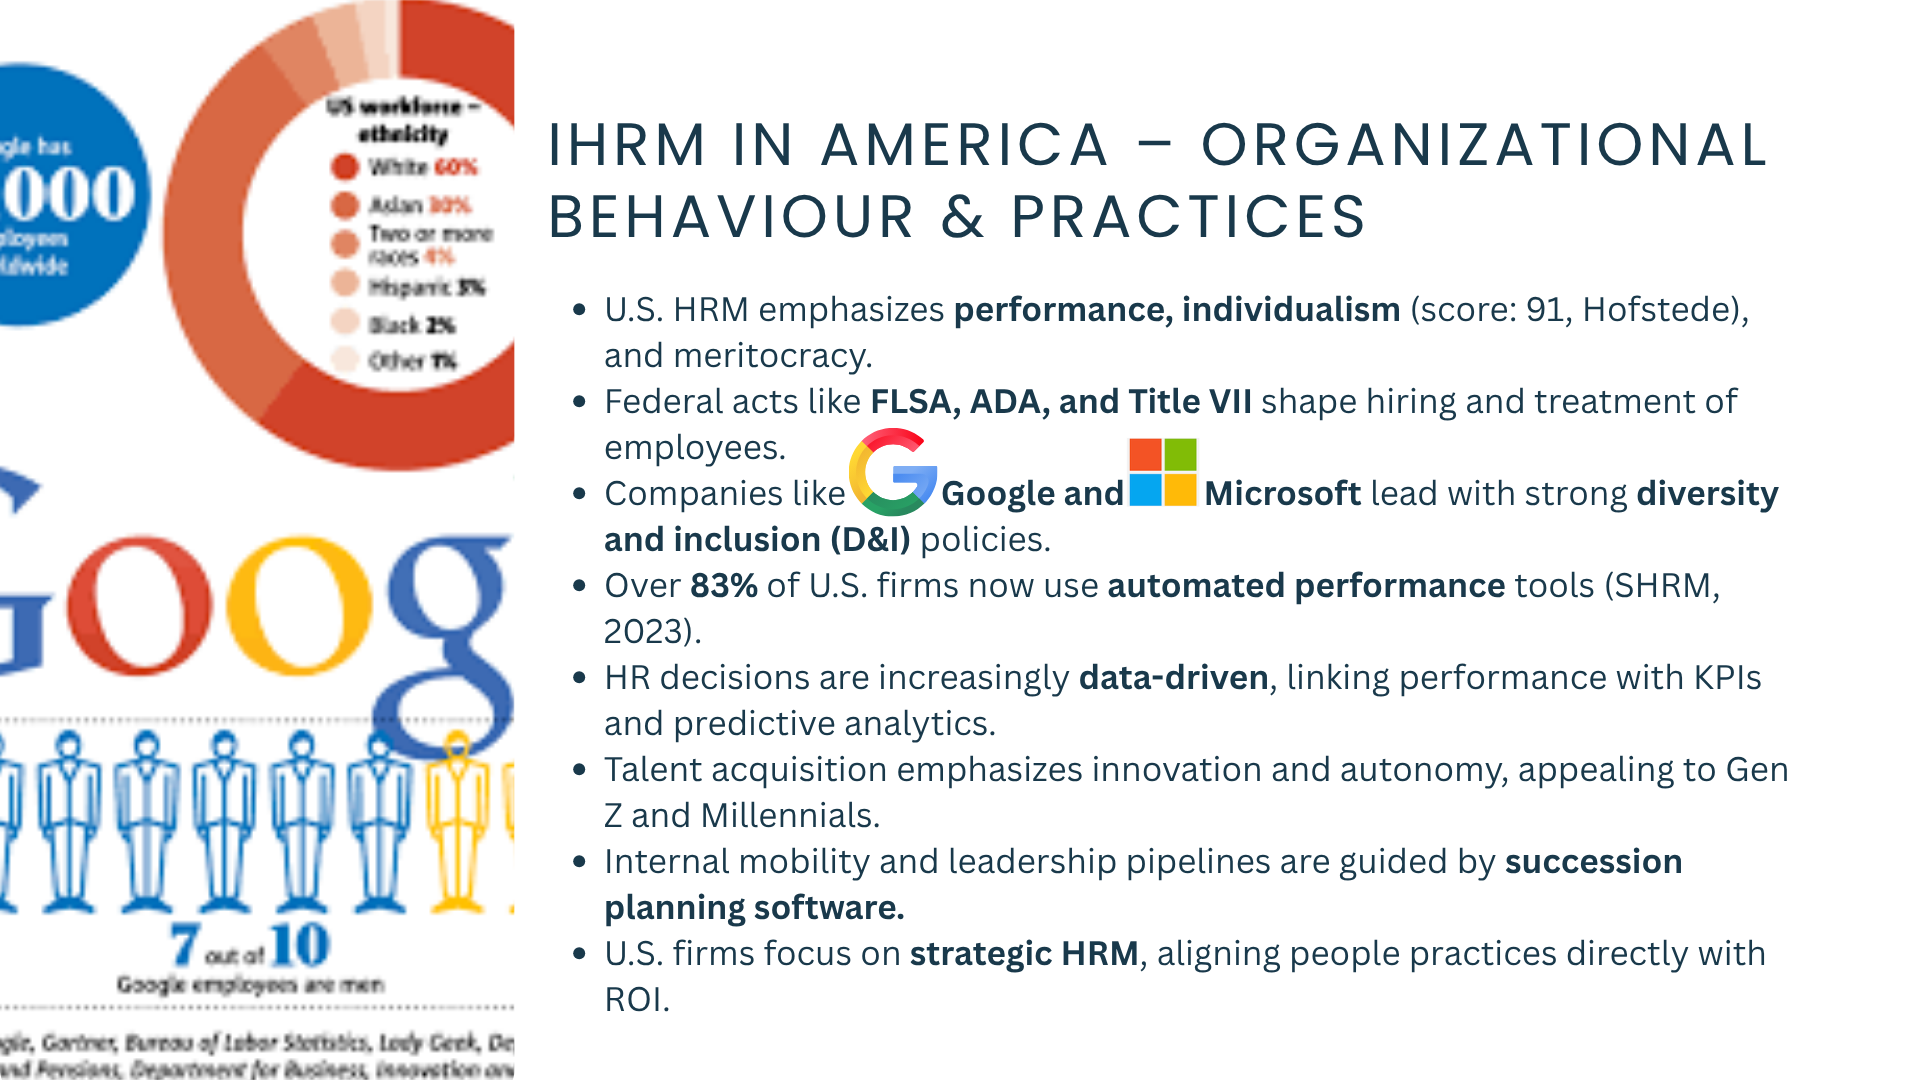 gle has
000
ployees
ldwide
US workforce –
ethnicity
White 60%
Asian 30%
Two or more
races 4%
Hispanic 3%
Black 2%
Other 1%
Goog
7 out of 10
Google employees are men
gle, Gartner, Bureau of Labor Statistics, Lady Geek, De
and Pensions, Department for Business, Innovation an
IHRM IN AMERICA – ORGANIZATIONAL
BEHAVIOUR & PRACTICES
• U.S. HRM emphasizes performance, individualism (score: 91, Hofstede),
and meritocracy.
• Federal acts like FLSA, ADA, and Title VII shape hiring and treatment of
employees.
• Companies like Google and Microsoft lead with strong diversity
and inclusion (D&I) policies.
• Over 83% of U.S. firms now use automated performance tools (SHRM,
2023).
• HR decisions are increasingly data-driven, linking performance with KPIs
and predictive analytics.
• Talent acquisition emphasizes innovation and autonomy, appealing to Gen
Z and Millennials.
• Internal mobility and leadership pipelines are guided by succession
planning software.
• U.S. firms focus on strategic HRM, aligning people practices directly with
ROI.